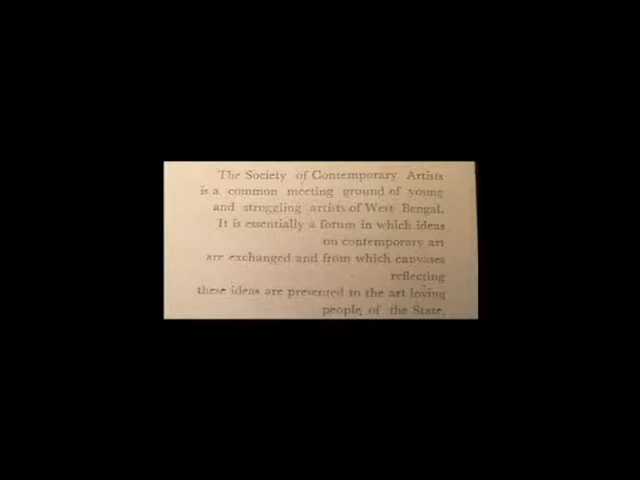 The Society of Contemporary Artists
is a common meeting ground of young
and struggling artists of West Bengal.
It is essentially a forum in which ideas
on contemporary art
are exchanged and from which canvases
reflecting
these ideas are presented to the art loving
people of the State.